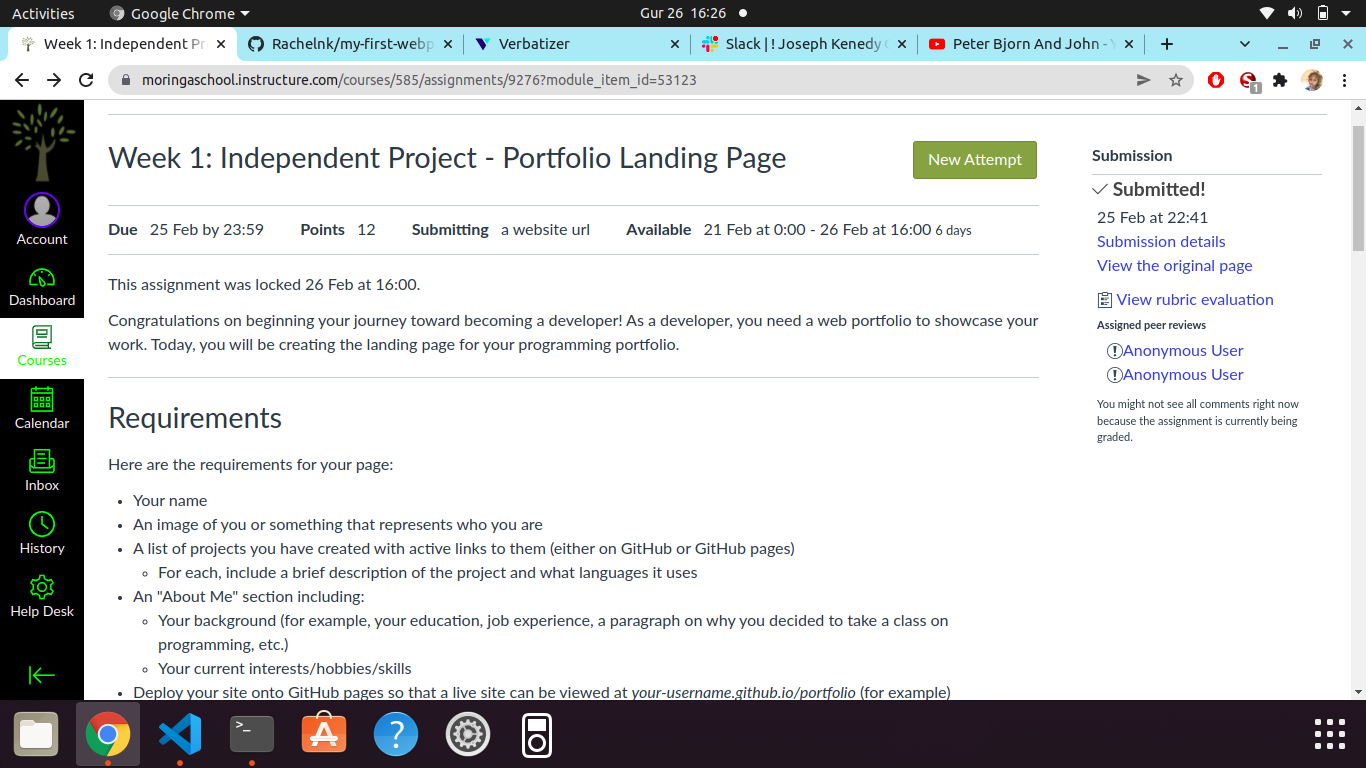 Activities Google Chrome Gur 26 16:26
Week 1: Independent Pr Rachelnk/my-first-webp Verbatizer Slack | ! Joseph Kenedy Peter Bjorn And John - Y
moringaschool.instructure.com/courses/585/assignments/9276?module_item_id=53123
1
Account
Dashboard
Courses
Calendar
Inbox
History
Help Desk
Week 1: Independent Project - Portfolio Landing Page
New Attempt
Due 25 Feb by 23:59 Points 12 Submitting a website url Available 21 Feb at 0:00 - 26 Feb at 16:00 6 days
This assignment was locked 26 Feb at 16:00.
Congratulations on beginning your journey toward becoming a developer! As a developer, you need a web portfolio to showcase your
work. Today, you will be creating the landing page for your programming portfolio.
Requirements
Here are the requirements for your page:
• Your name
• An image of you or something that represents who you are
• A list of projects you have created with active links to them (either on GitHub or GitHub pages)
◦ For each, include a brief description of the project and what languages it uses
• An "About Me" section including:
◦ Your background (for example, your education, job experience, a paragraph on why you decided to take a class on
programming, etc.)
◦ Your current interests/hobbies/skills
• Deploy your site onto GitHub pages so that a live site can be viewed at your-username.github.io/portfolio (for example)
Submission
Submitted!
25 Feb at 22:41
Submission details
View the original page
View rubric evaluation
Assigned peer reviews
Anonymous User
Anonymous User
You might not see all comments right now
because the assignment is currently being
graded.
>_
?